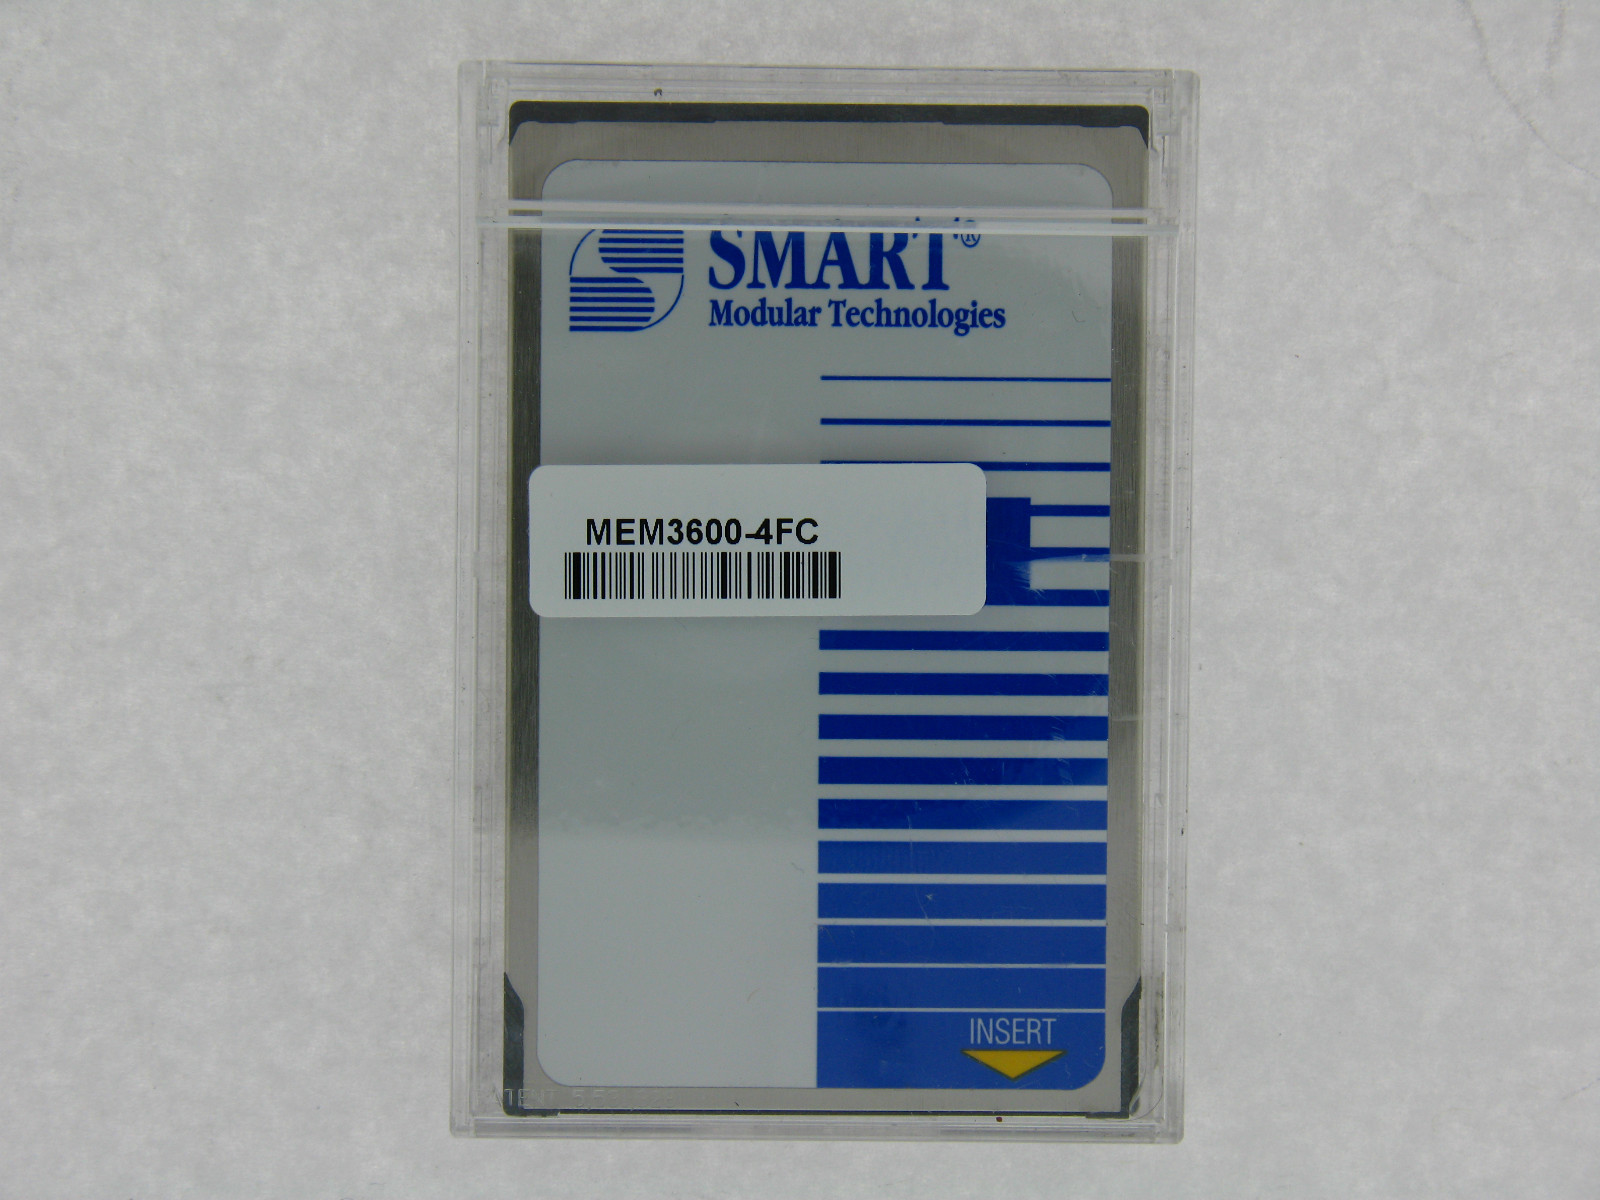 SMART®
Modular Technologies
MEM3600-4FC
INSERT